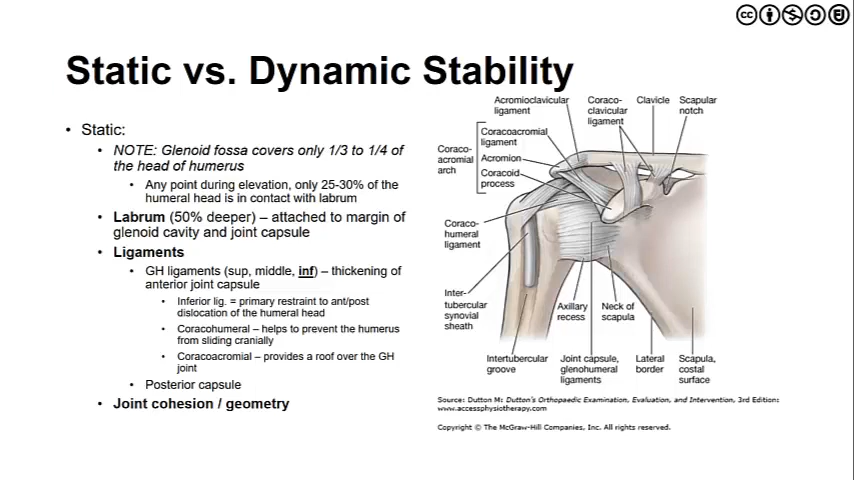 Static vs. Dynamic Stability
• Static:
• NOTE: Glenoid fossa covers only 1/3 to 1/4 of
the head of humerus
• Any point during elevation, only 25-30% of the
humeral head is in contact with labrum
• Labrum (50% deeper) – attached to margin of
glenoid cavity and joint capsule
• Ligaments
• GH ligaments (sup, middle, inf) – thickening of
anterior joint capsule
• Inferior lig. = primary restraint to ant/post
dislocation of the humeral head
• Coracohumeral – helps to prevent the humerus
from sliding cranially
• Coracoacromial – provides a roof over the GH
joint
• Posterior capsule
• Joint cohesion / geometry
Acromioclavicular
ligament
Coraco-
clavicular
ligament
Clavicle
Scapular
notch
Coraco-
acromial
arch
Coracoacromial
ligament
Acromion
Coracoid
process
Coraco-
humeral
ligament
Inter-
tubercular
synovial
sheath
Axillary
recess
Neck of
scapula
Intertubercular
groove
Joint capsule,
glenohumeral
ligaments
Lateral
border
Scapula,
costal
surface
Source: Dutton M: Dutton's Orthopaedic Examination, Evaluation, and Intervention, 3rd Edition:
www.accessphysiotherapy.com
Copyright © The McGraw-Hill Companies, Inc. All rights reserved.